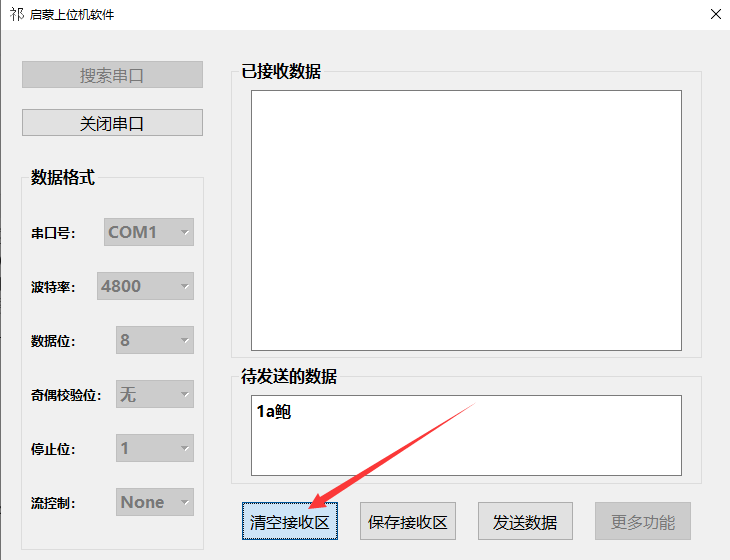 祁 启蒙上位机软件
搜索串口
关闭串口
数据格式
串口号：
COM1
波特率：
4800
数据位：
8
奇偶校验位：
无
停止位：
1
流控制：
None
已接收数据
待发送的数据
1a鲍
清空接收区
保存接收区
发送数据
更多功能